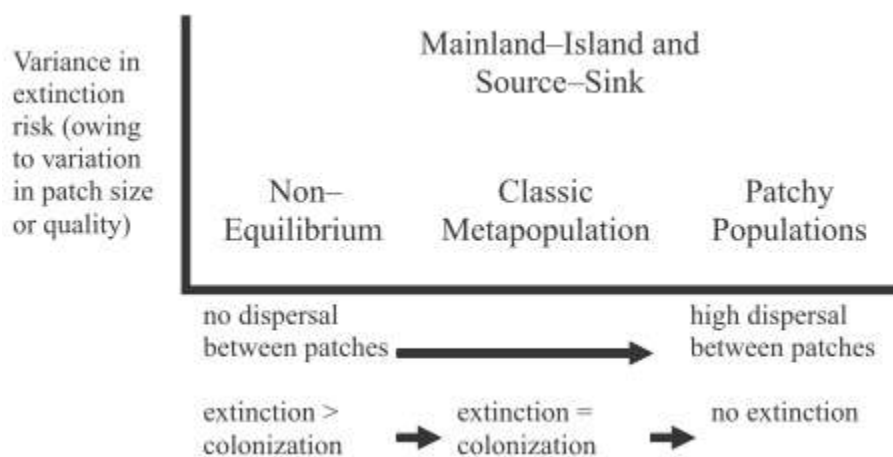 Variance in
extinction
risk (owing
to variation
in patch size
or quality)
Mainland–Island and
Source–Sink
Non–
Equilibrium
Classic
Metapopulation
Patchy
Populations
no dispersal
between patches
high dispersal
between patches
extinction >
colonization
extinction =
colonization
no extinction